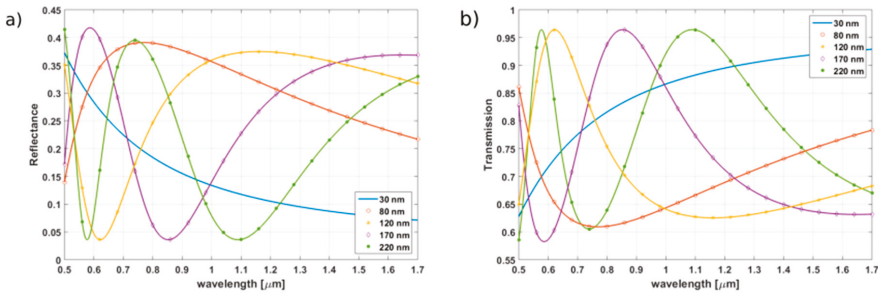 a)
0.45
0.4
0.35
0.3
0.25
0.2
0.15
0.1
0.05
0
Reflectance
0.5 0.6 0.7 0.8 0.9 1 1.1 1.2 1.3 1.4 1.5 1.6 1.7
wavelength [μm]
30 nm
80 nm
120 nm
170 nm
220 nm
b)
1
0.95
0.9
0.85
0.8
0.75
0.7
0.65
0.6
0.55
Transmission
0.5 0.6 0.7 0.8 0.9 1 1.1 1.2 1.3 1.4 1.5 1.6 1.7
wavelength [μm]
30 nm
80 nm
120 nm
170 nm
220 nm